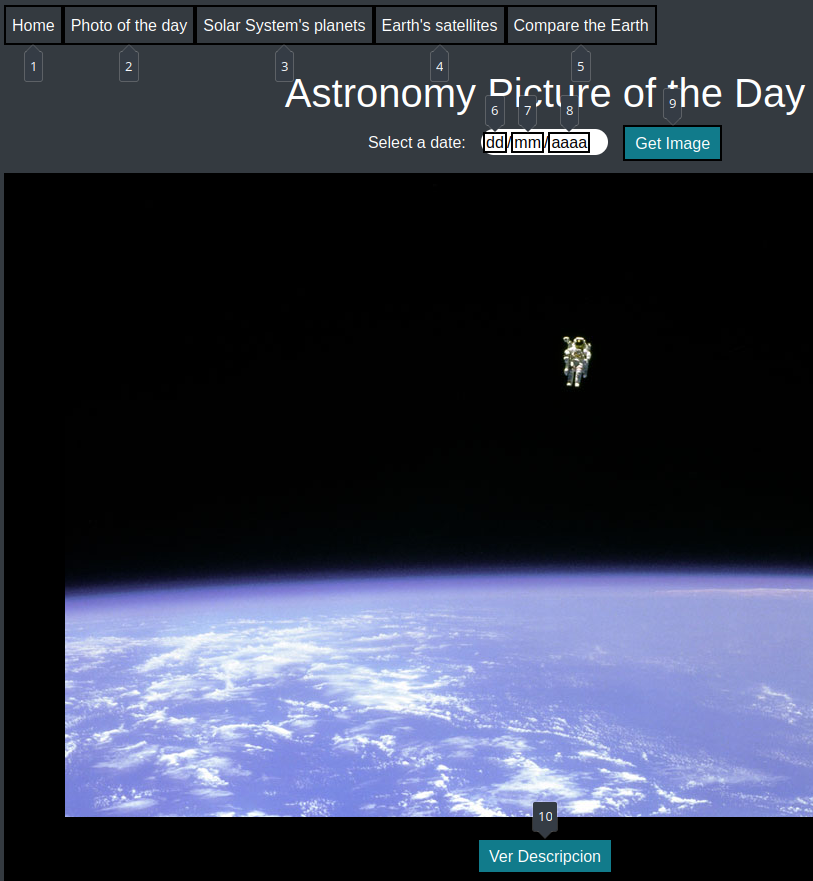 Home Photo of the day Solar System's planets Earth's satellites Compare the Earth
1 2 3 4 5
Astronomy Picture of the Day
6 7 8 9
Select a date: dd/mm/aaaa Get Image
10
Ver Descripcion